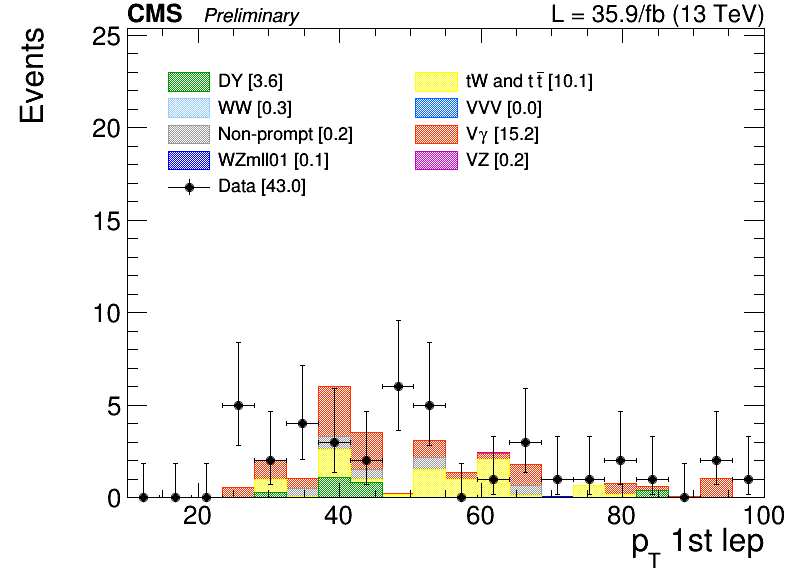 CMS Preliminary L = 35.9/fb (13 TeV)
Events
25
20
15
10
5
0
DY [3.6]
WW [0.3]
Non-prompt [0.2]
WZmll01 [0.1]
Data [43.0]
tW and t t̄ [10.1]
VVV [0.0]
Vγ [15.2]
VZ [0.2]
20 40 60 80 100
p_T 1st lep